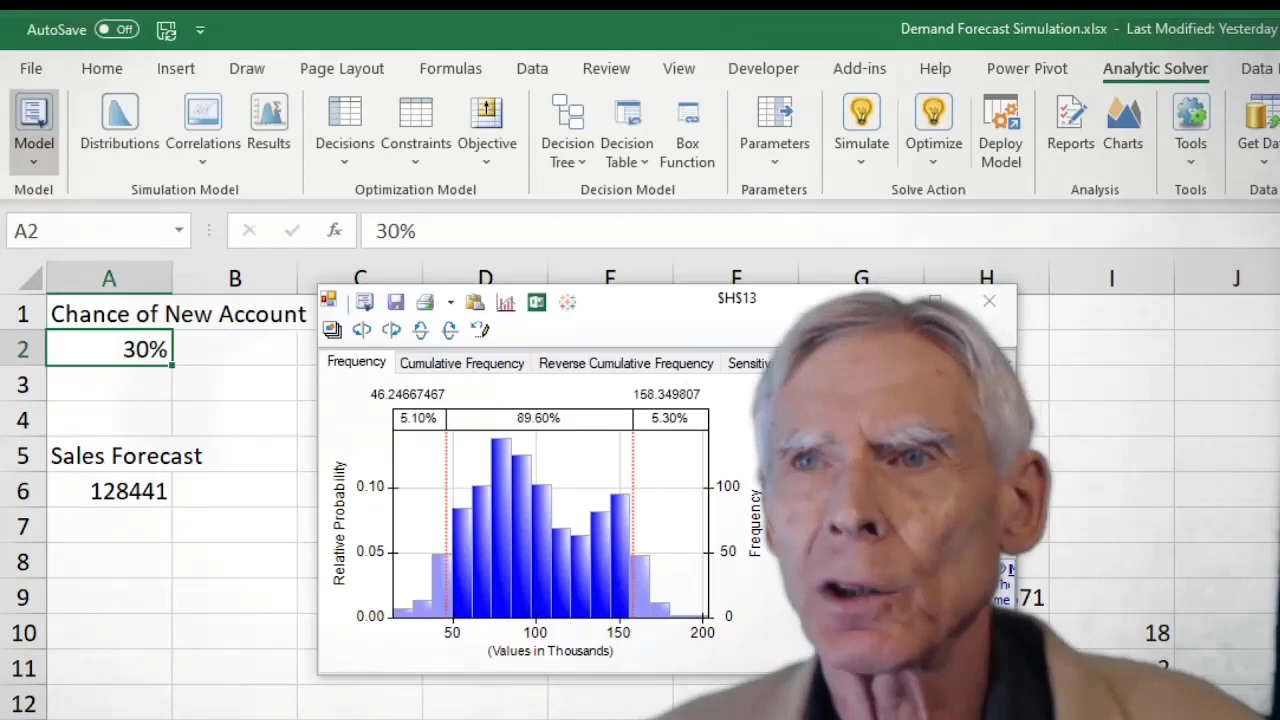 AutoSave Off
Demand Forecast Simulation.xlsx - Last Modified: Yesterday
File Home Insert Draw Page Layout Formulas Data Review View Developer Add-ins Help Power Pivot Analytic Solver Data
Model Distributions Correlations Results Decisions Constraints Objective Decision Tree Decision Table Box Function Parameters Simulate Optimize Deploy Model Reports Charts Tools Get
Model Simulation Model Optimization Model Decision Model Parameters Solve Action Analysis Tools Data
A2 fx 30%
A B C D E F G H I J
1 Chance of New Account
2 30%
3
4
5 Sales Forecast
6 128441
7
8
9 71
10 18
11
12
$H$13
Frequency Cumulative Frequency Reverse Cumulative Frequency
46.24667467 158.349807
5.10% 89.60% 5.30%
Relative Probability
0.10 100
0.05 50
0.00 0
Frequency
50 100 150 200
(Values in Thousands)